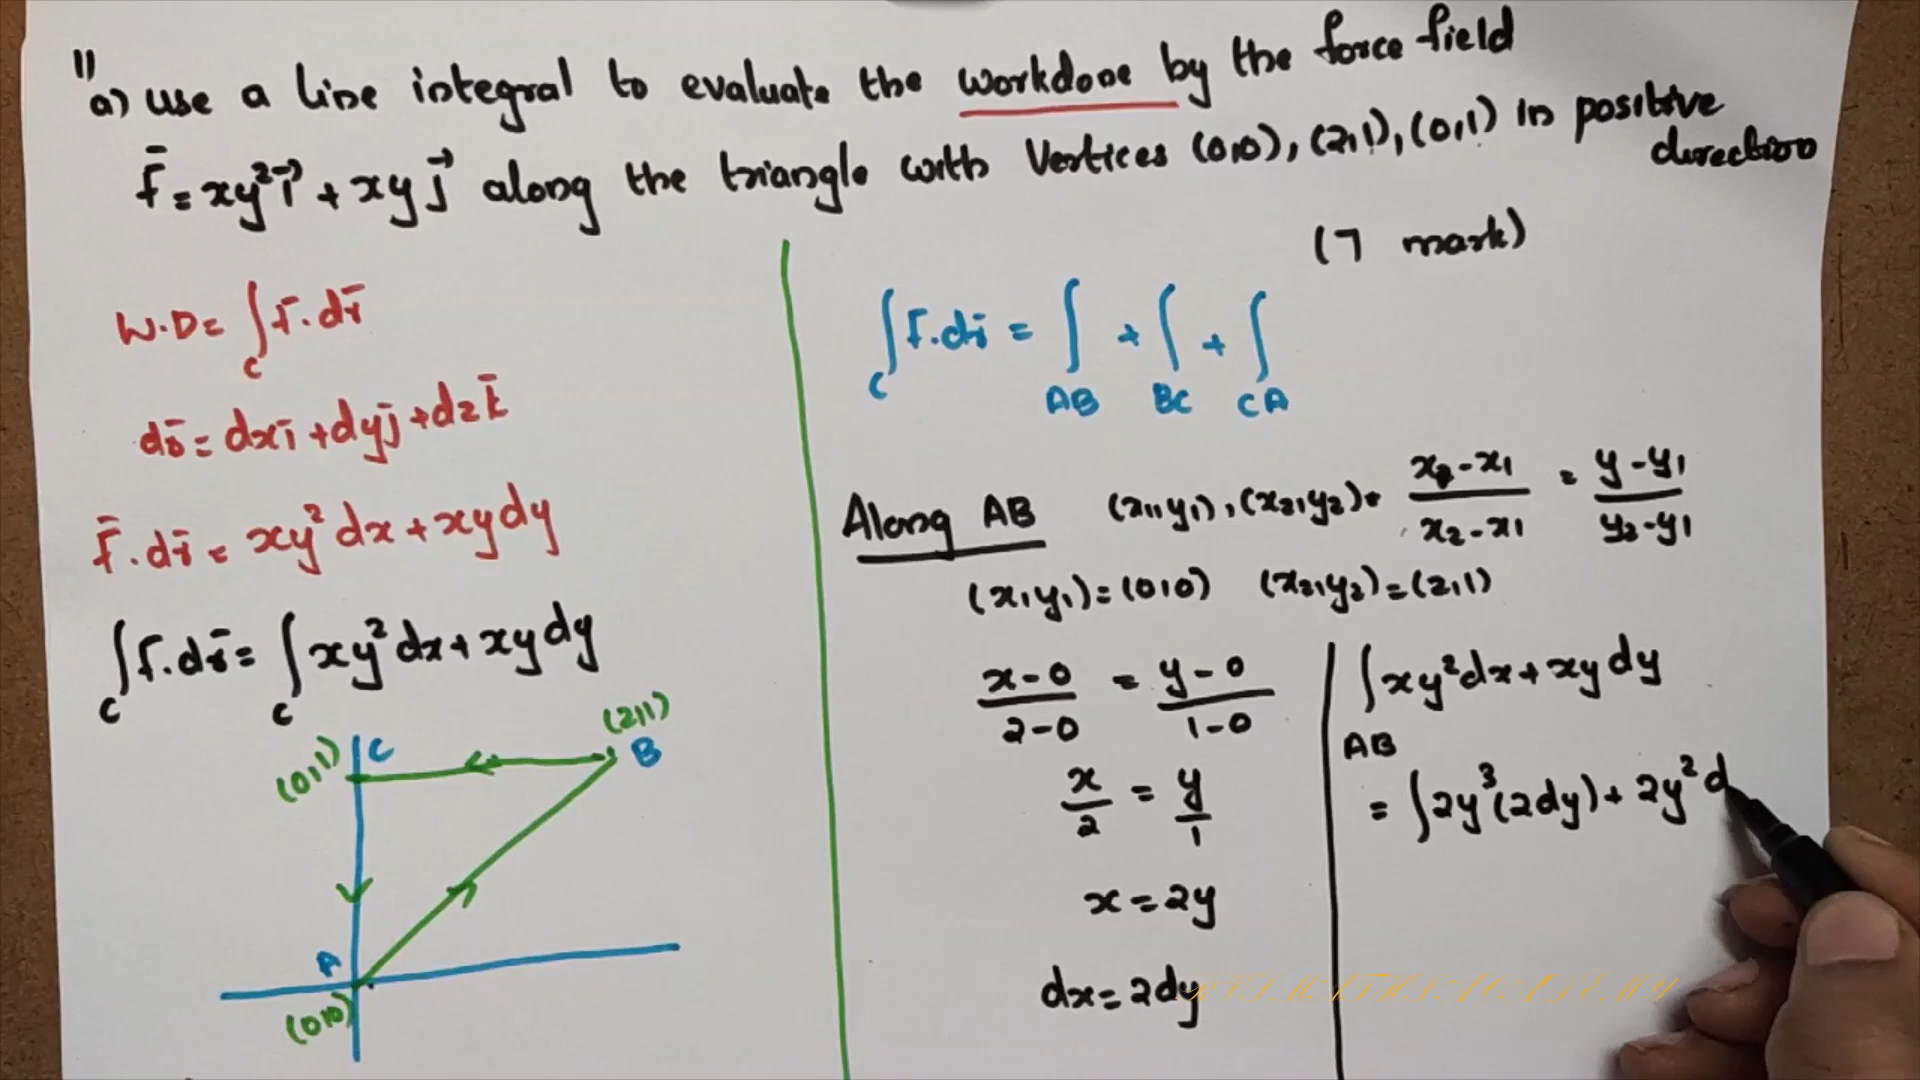 11
a) use a line integral to evaluate the workdone by the force field
f̄ = xy²i⃗ + xy j⃗ along the triangle with vertices (0,0), (2,1), (0,1) in positive
direction
(7 mark)
W.D = ∫ f̄.dr̄
C
dr̄ = dxī + dyj̄ + dzk̄
f̄.dr̄ = xy² dx + xy dy
∫ f.dr̄ = ∫ xy² dx + xy dy
C C
(2,1)
(0,1) C B
A
(0,0)
∫ f.dr̄ = ∫ + ∫ + ∫
C AB BC CA
Along AB (x₁,y₁), (x₂,y₂) x-x₁/x₂-x₁ = y-y₁/y₂-y₁
(x₁,y₁) = (0,0) (x₂,y₂) = (2,1)
x-0/2-0 = y-0/1-0
x/2 = y/1
x = 2y
dx = 2dy
∫ xy² dx + xy dy
AB
= ∫ 2y³(2dy) + 2y² d